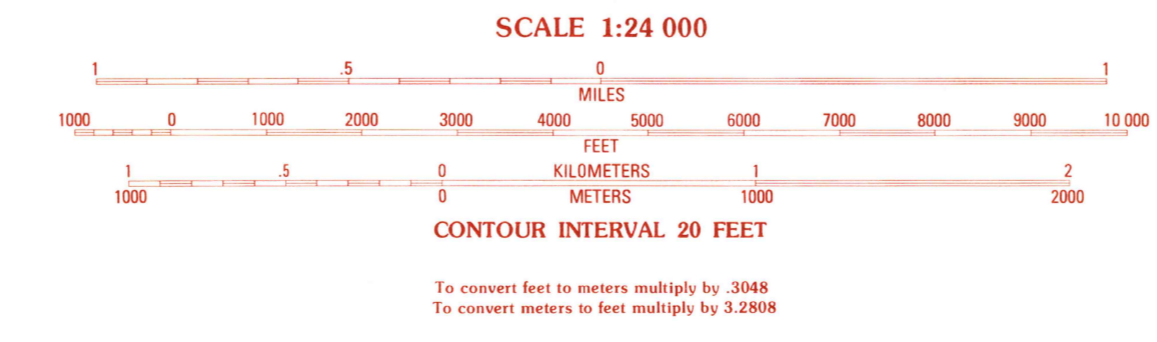 SCALE 1:24 000
1 .5 0 1
MILES
1000 0 1000 2000 3000 4000 5000 6000 7000 8000 9000 10 000
FEET
1 .5 0 KILOMETERS 1 2
1000 0 METERS 1000 2000
CONTOUR INTERVAL 20 FEET
To convert feet to meters multiply by .3048
To convert meters to feet multiply by 3.2808